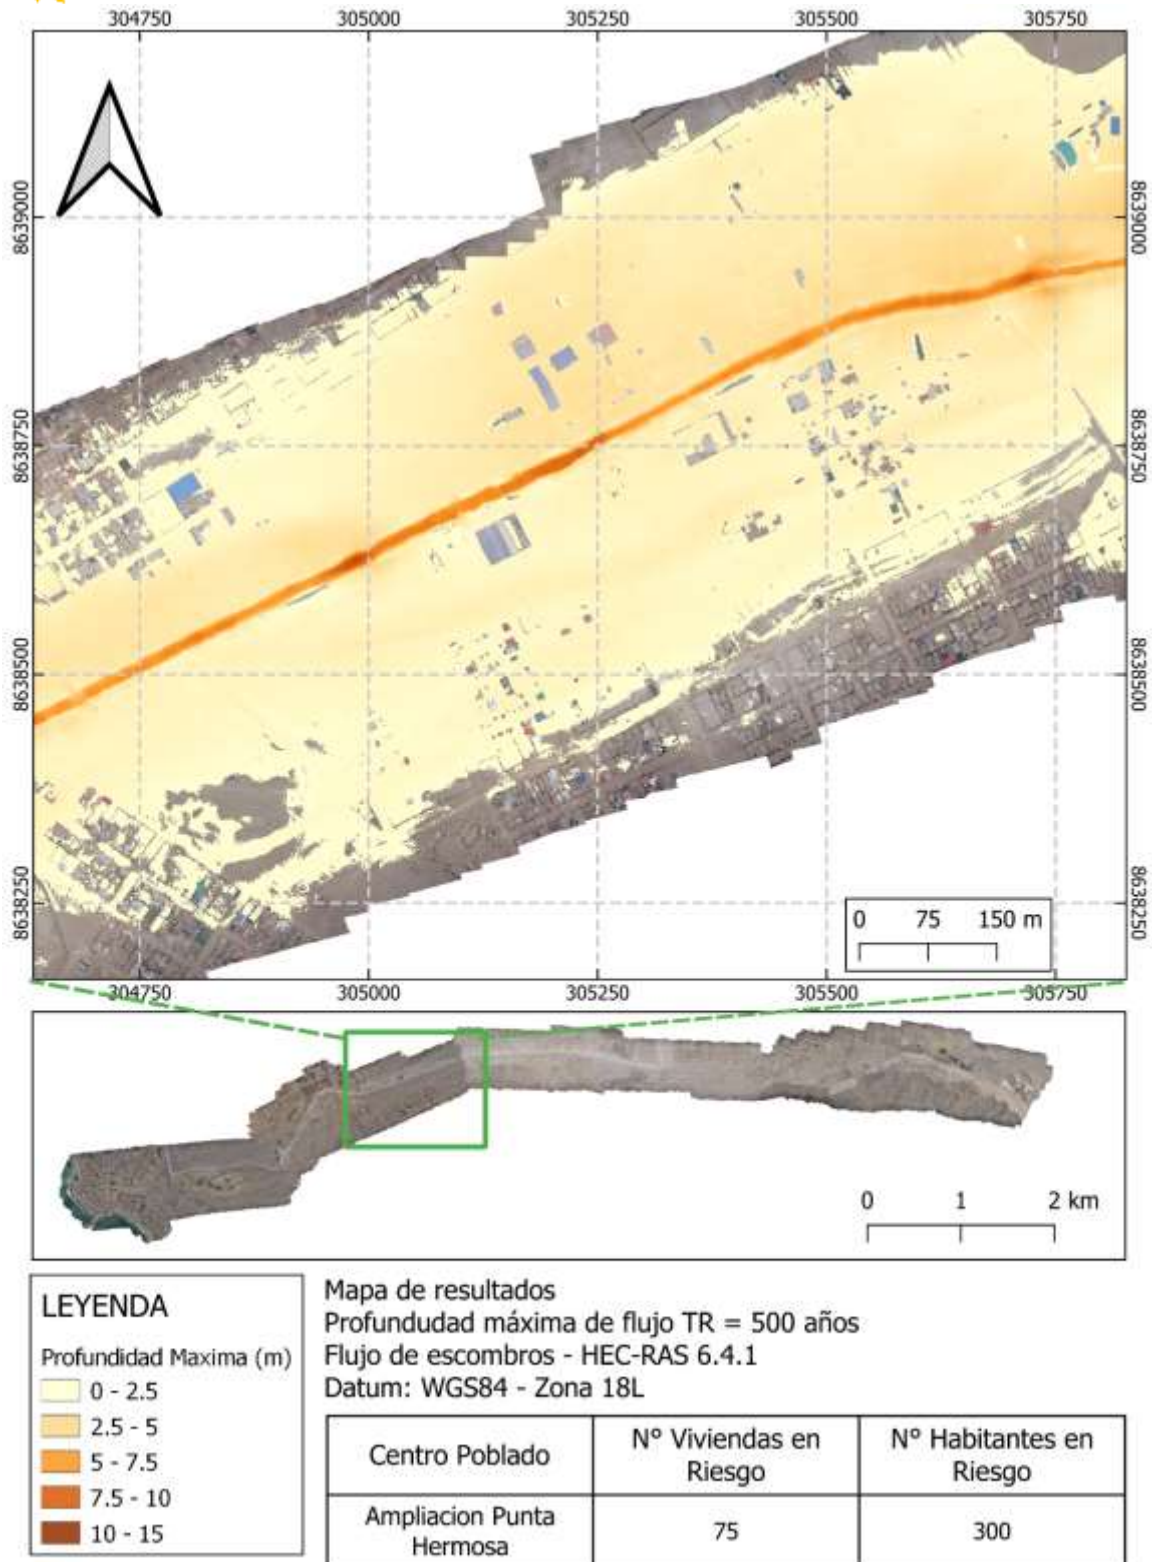 304750 305000 305250 305500 305750
8639000 8639000
8638750 8638750
8638500 8638500
8638250 8638250
0 75 150 m
304750 305000 305250 305500 305750
0 1 2 km
LEYENDA
Profundidad Maxima (m)
0 - 2.5
2.5 - 5
5 - 7.5
7.5 - 10
10 - 15
Mapa de resultados
Profundudad máxima de flujo TR = 500 años
Flujo de escombros - HEC-RAS 6.4.1
Datum: WGS84 - Zona 18L
Centro Poblado
N° Viviendas en
Riesgo
N° Habitantes en
Riesgo
Ampliacion Punta
Hermosa
75
300